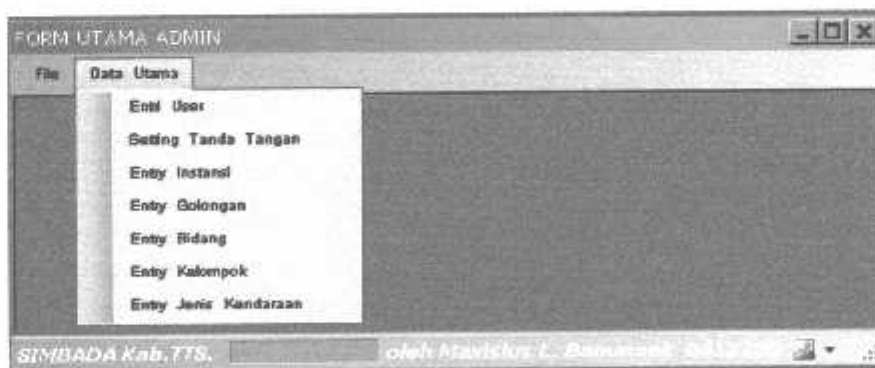 FORM UTAMA ADMIN
File Data Utama
Entri User
Setting Tanda Tangan
Entry Instansi
Entry Golongan
Entry Bidang
Entry Kelompok
Entry Jenis Kendaraan
SIMBADA Kab.TTS. oleh